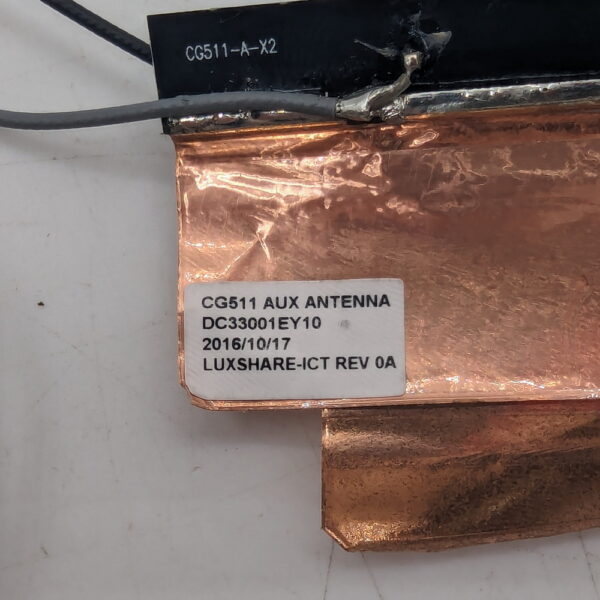 CG511-A-X2
CG511 AUX ANTENNA
DC33001EY10
2016/10/17
LUXSHARE-ICT REV 0A